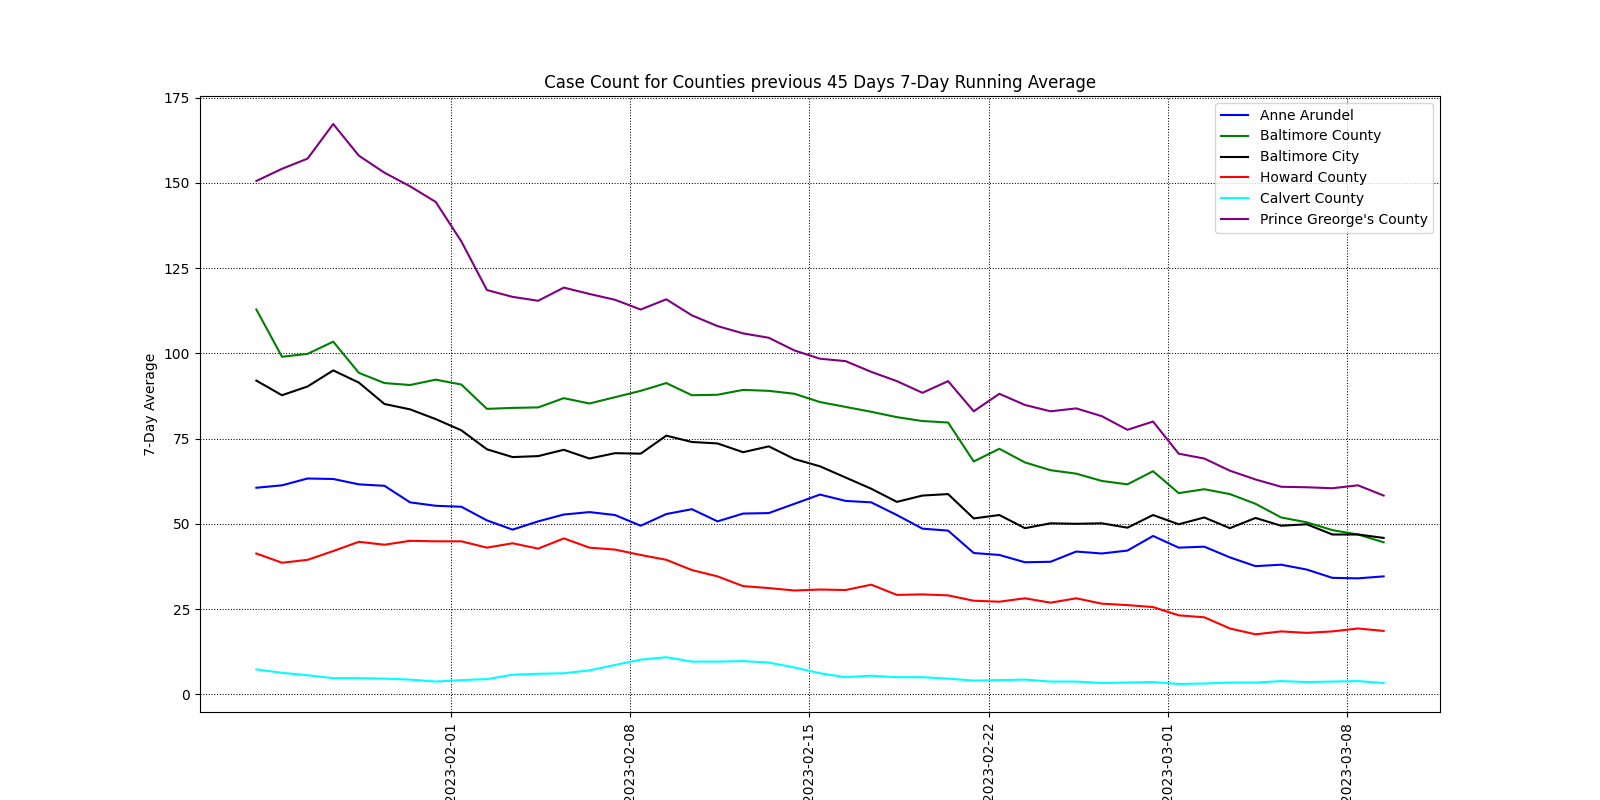 Case Count for Counties previous 45 Days 7-Day Running Average
175
150
125
100
75
50
25
0
7-Day Average
Anne Arundel
Baltimore County
Baltimore City
Howard County
Calvert County
Prince Greorge's County
2023-02-01
2023-02-08
2023-02-15
2023-02-22
2023-03-01
2023-03-08